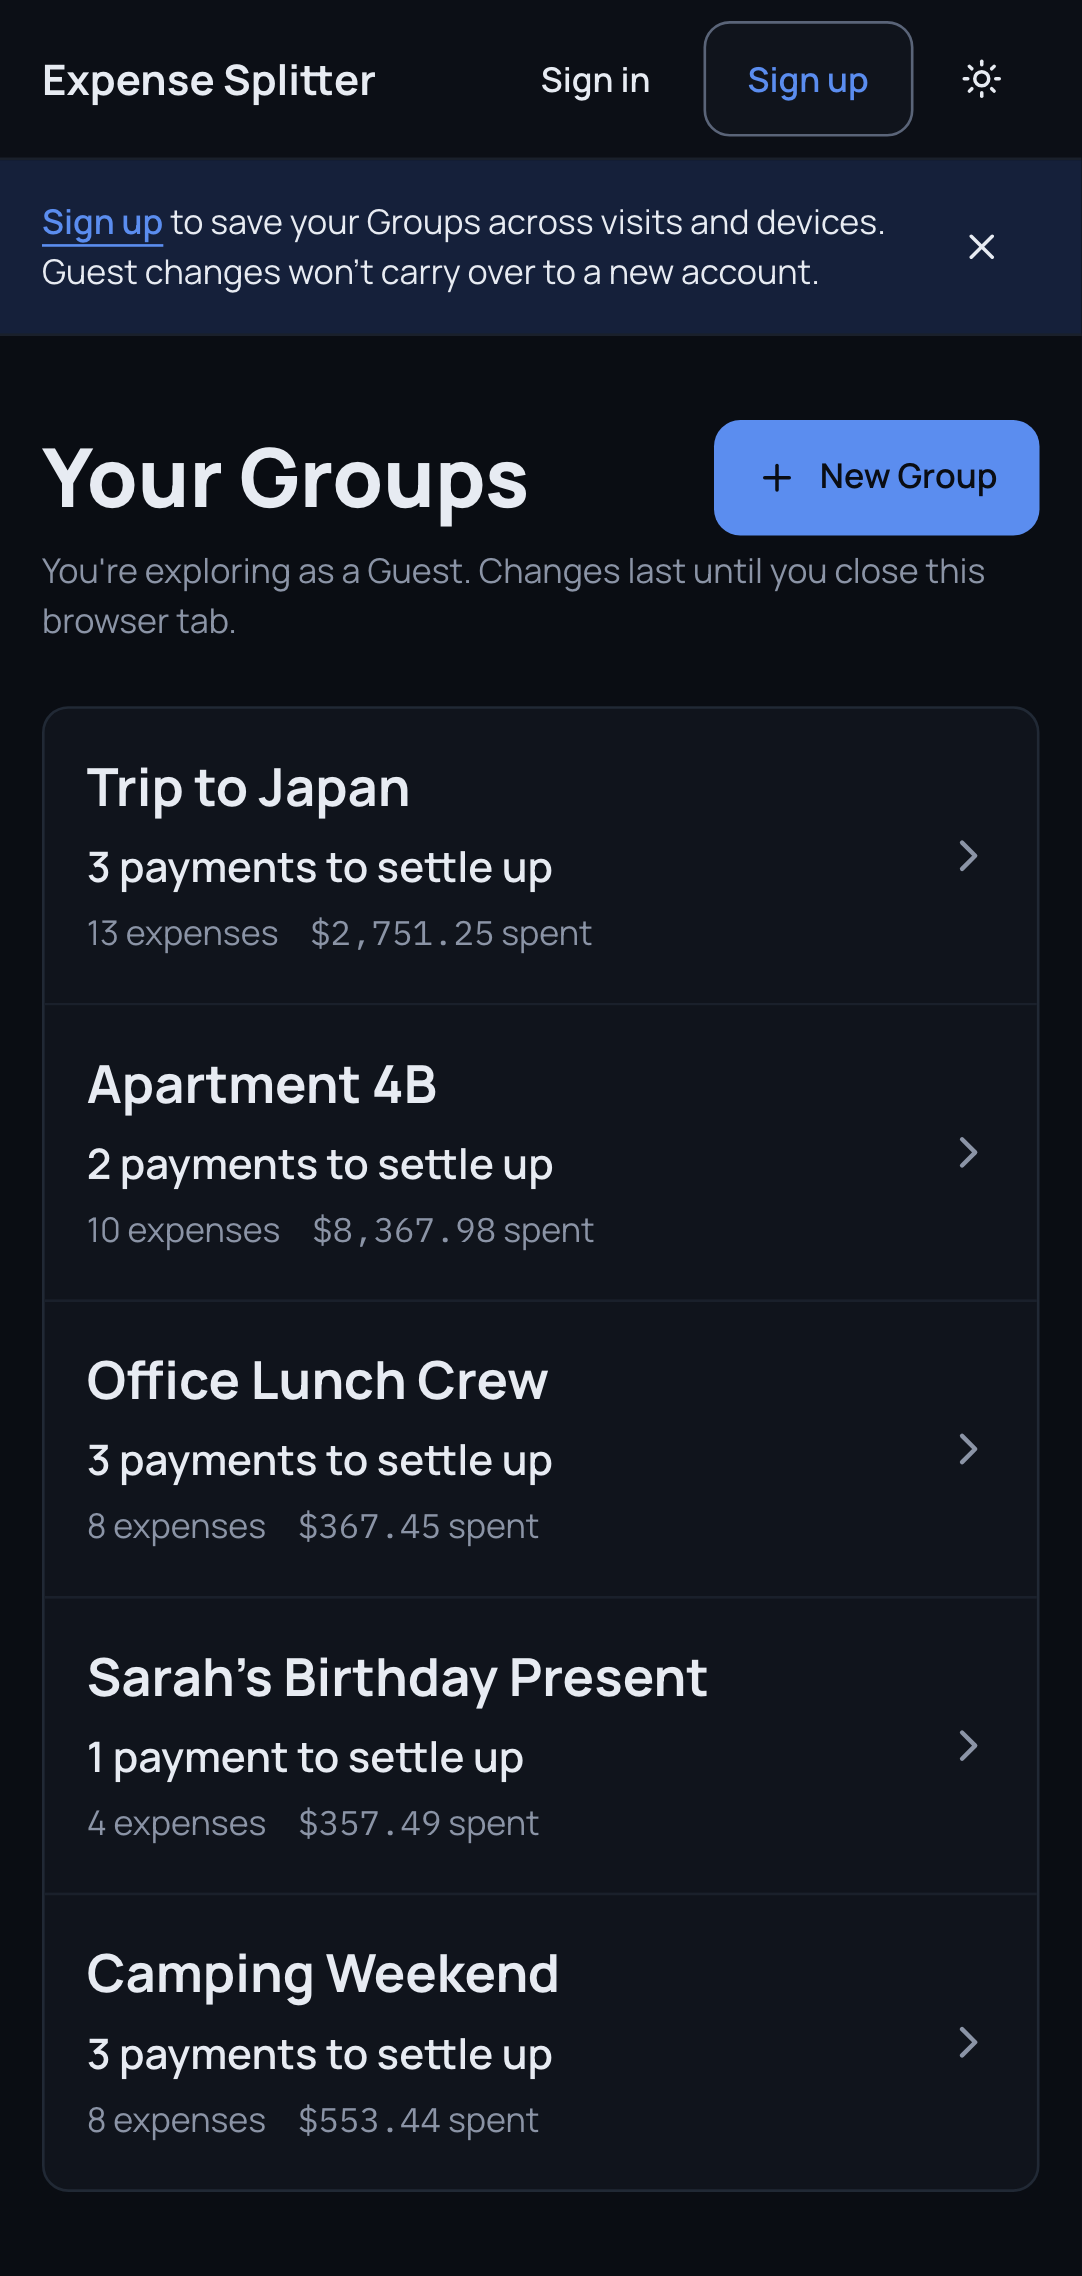 Expense Splitter
Sign in
Sign up
Sign up to save your Groups across visits and devices.
Guest changes won’t carry over to a new account.
Your Groups
New Group
You're exploring as a Guest. Changes last until you close this
browser tab.
Trip to Japan
3 payments to settle up
13 expenses $2,751.25 spent
Apartment 4B
2 payments to settle up
10 expenses $8,367.98 spent
Office Lunch Crew
3 payments to settle up
8 expenses $367.45 spent
Sarah’s Birthday Present
1 payment to settle up
4 expenses $357.49 spent
Camping Weekend
3 payments to settle up
8 expenses $553.44 spent